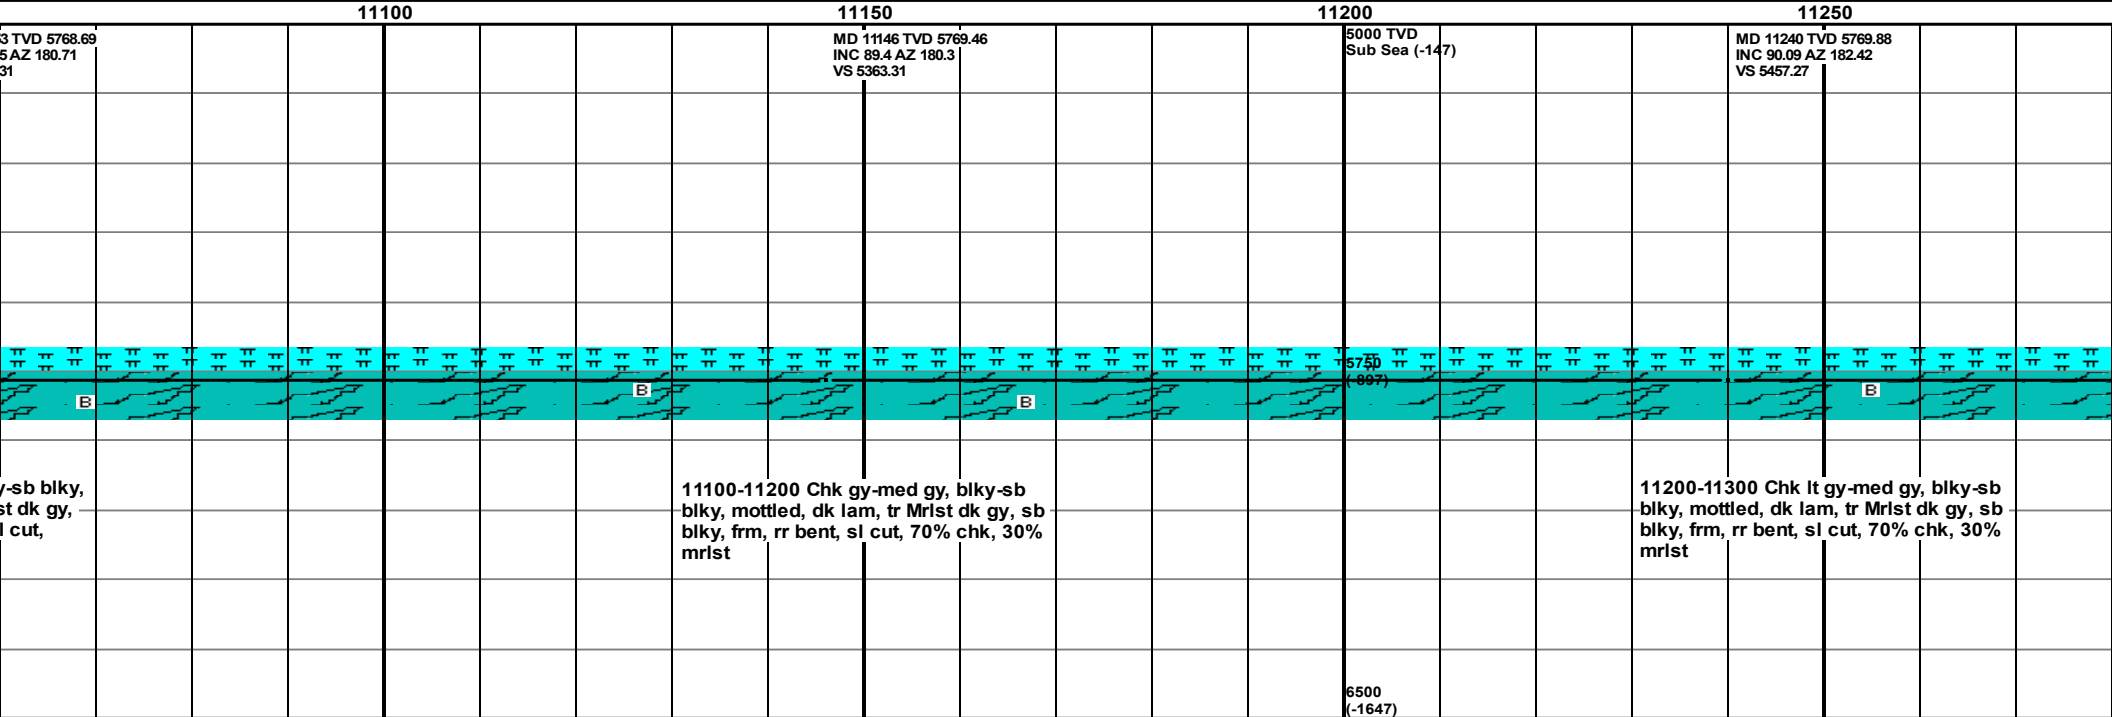 11100
11150
11200
11250
3 TVD 5768.69
5 AZ 180.71
31
MD 11146 TVD 5769.46
INC 89.4 AZ 180.3
VS 5363.31
5000 TVD
Sub Sea (-147)
MD 11240 TVD 5769.88
INC 90.09 AZ 182.42
VS 5457.27
5750
(-897)
B
B
B
B
y-sb blky,
st dk gy,
l cut,
11100-11200 Chk gy-med gy, blky-sb
blky, mottled, dk lam, tr Mrlst dk gy, sb
blky, frm, rr bent, sl cut, 70% chk, 30%
mrlst
11200-11300 Chk lt gy-med gy, blky-sb
blky, mottled, dk lam, tr Mrlst dk gy, sb
blky, frm, rr bent, sl cut, 70% chk, 30%
mrlst
6500
(-1647)